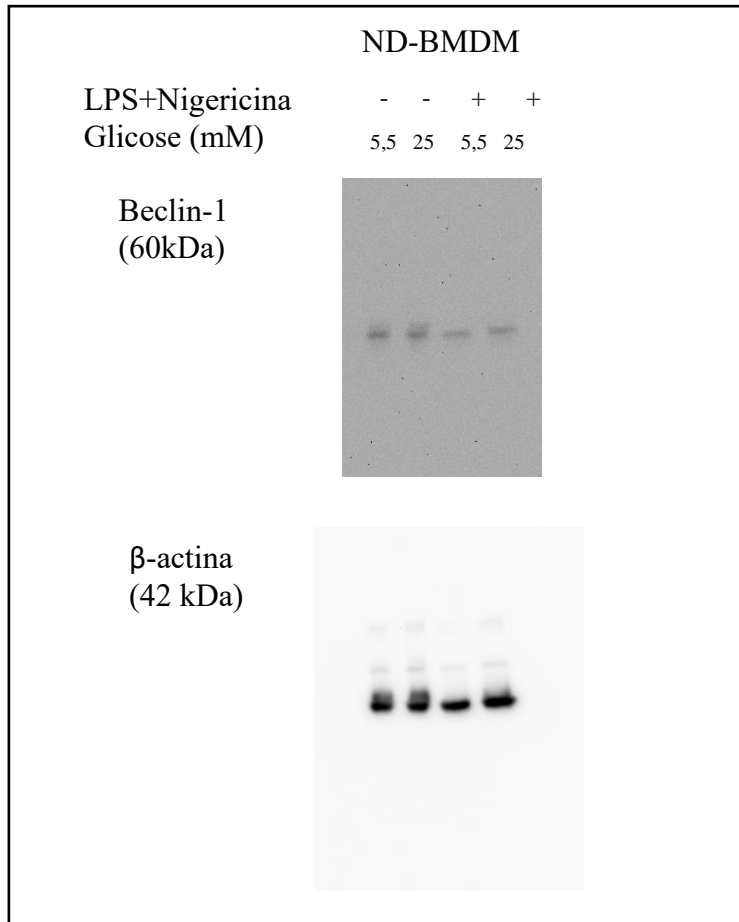 ND-BMDM
LPS+Nigericina - - + +
Glicose (mM) 5,5 25 5,5 25
Beclin-1
(60kDa)
β-actina
(42 kDa)